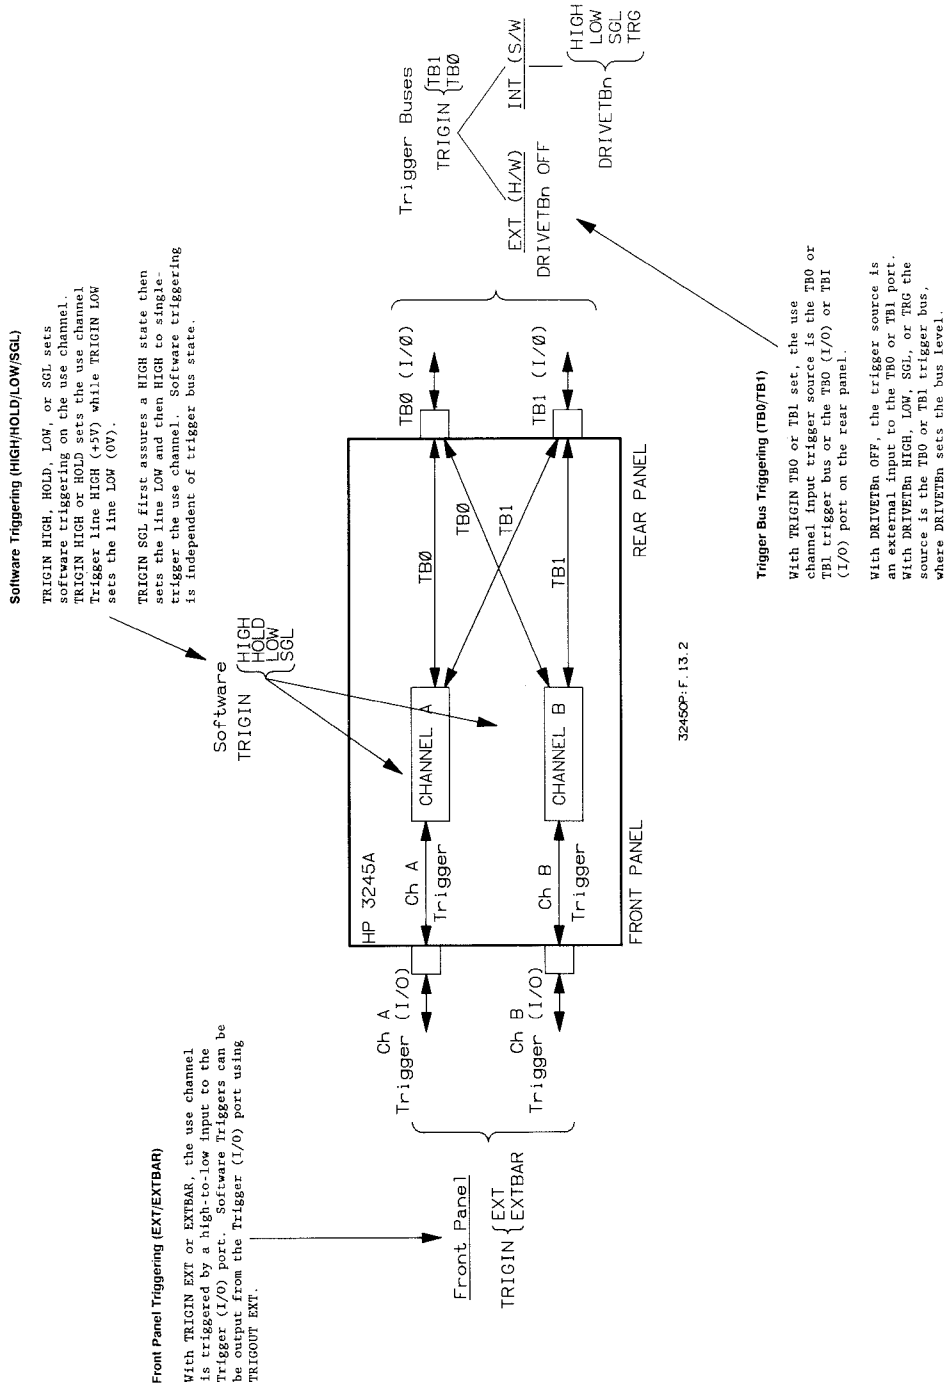 Front Panel Triggering (EXT/EXTBAR)
With TRIGIN EXT or EXTBAR, the use channel
is triggered by a high-to-low input to the
Trigger (I/O) port. Software Triggers can be
be output from the Trigger (I/O) port using
TRIGOUT EXT.
Software Triggering (HIGH/HOLD/LOW/SGL)
TRIGIN HIGH, HOLD, LOW, or SGL sets
software triggering on the use channel.
TRIGIN HIGH or HOLD sets the use channel
Trigger line HIGH (+5V) while TRIGIN LOW
sets the line LOW (0V).
TRIGIN SGL first assures a HIGH state then
sets the line LOW and then HIGH to single-
trigger the use channel. Software triggering
is independent of trigger bus state.
Software
TRIGIN
HIGH
HOLD
LOW
SGL
Front Panel
TRIGIN
EXT
EXTBAR
Ch A
Trigger (I/O)
Ch B
Trigger (I/O)
HP 3245A
Ch A
Trigger
Ch B
Trigger
CHANNEL A
CHANNEL B
TBØ
TBØ
TB1
TB1
FRONT PANEL
REAR PANEL
TBØ (I/Ø)
TB1 (I/Ø)
Trigger Buses
TRIGIN
TB1
TBØ
EXT (H/W)
DRIVETBn OFF
INT (S/W
DRIVETBn
HIGH
LOW
SGL
TRG
32450P:F.13.2
Trigger Bus Triggering (TB0/TB1)
With TRIGIN TB0 or TB1 set, the use
channel input trigger source is the TB0 or
TB1 trigger bus or the TB0 (I/O) or TBI
(I/O) port on the rear panel.
With DRIVETBn OFF, the trigger source is
an external input to the TB0 or TB1 port.
With DRIVETBn HIGH, LOW, SGL, or TRG the
source is the TB0 or TB1 trigger bus,
where DRIVETBn sets the bus level.